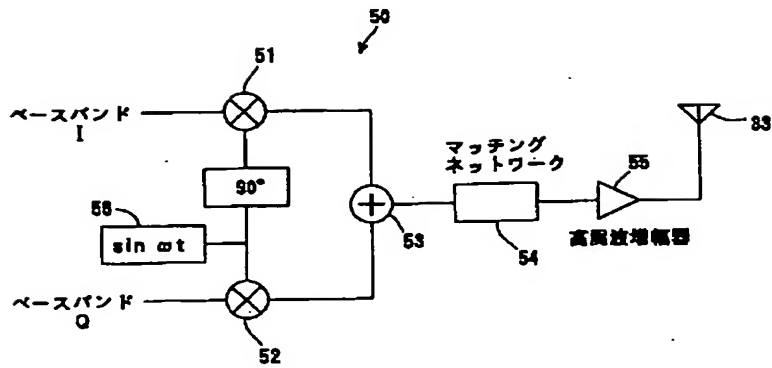 50
51
ベースバンド
I
マッチング
ネットワーク
55
33
90°
56
sin ωt
53
54
高周波増幅器
ベースバンド
Q
52